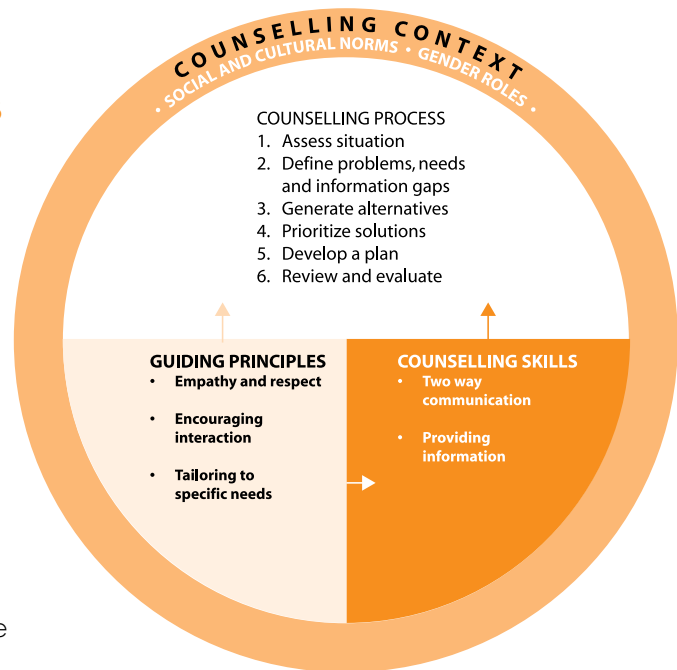 COUNSELLING CONTEXT
• SOCIAL AND CULTURAL NORMS • GENDER ROLES •
COUNSELLING PROCESS
1. Assess situation
2. Define problems, needs
and information gaps
3. Generate alternatives
4. Prioritize solutions
5. Develop a plan
6. Review and evaluate
GUIDING PRINCIPLES
• Empathy and respect
• Encouraging
interaction
• Tailoring to
specific needs
COUNSELLING SKILLS
• Two way
communication
• Providing
information
e